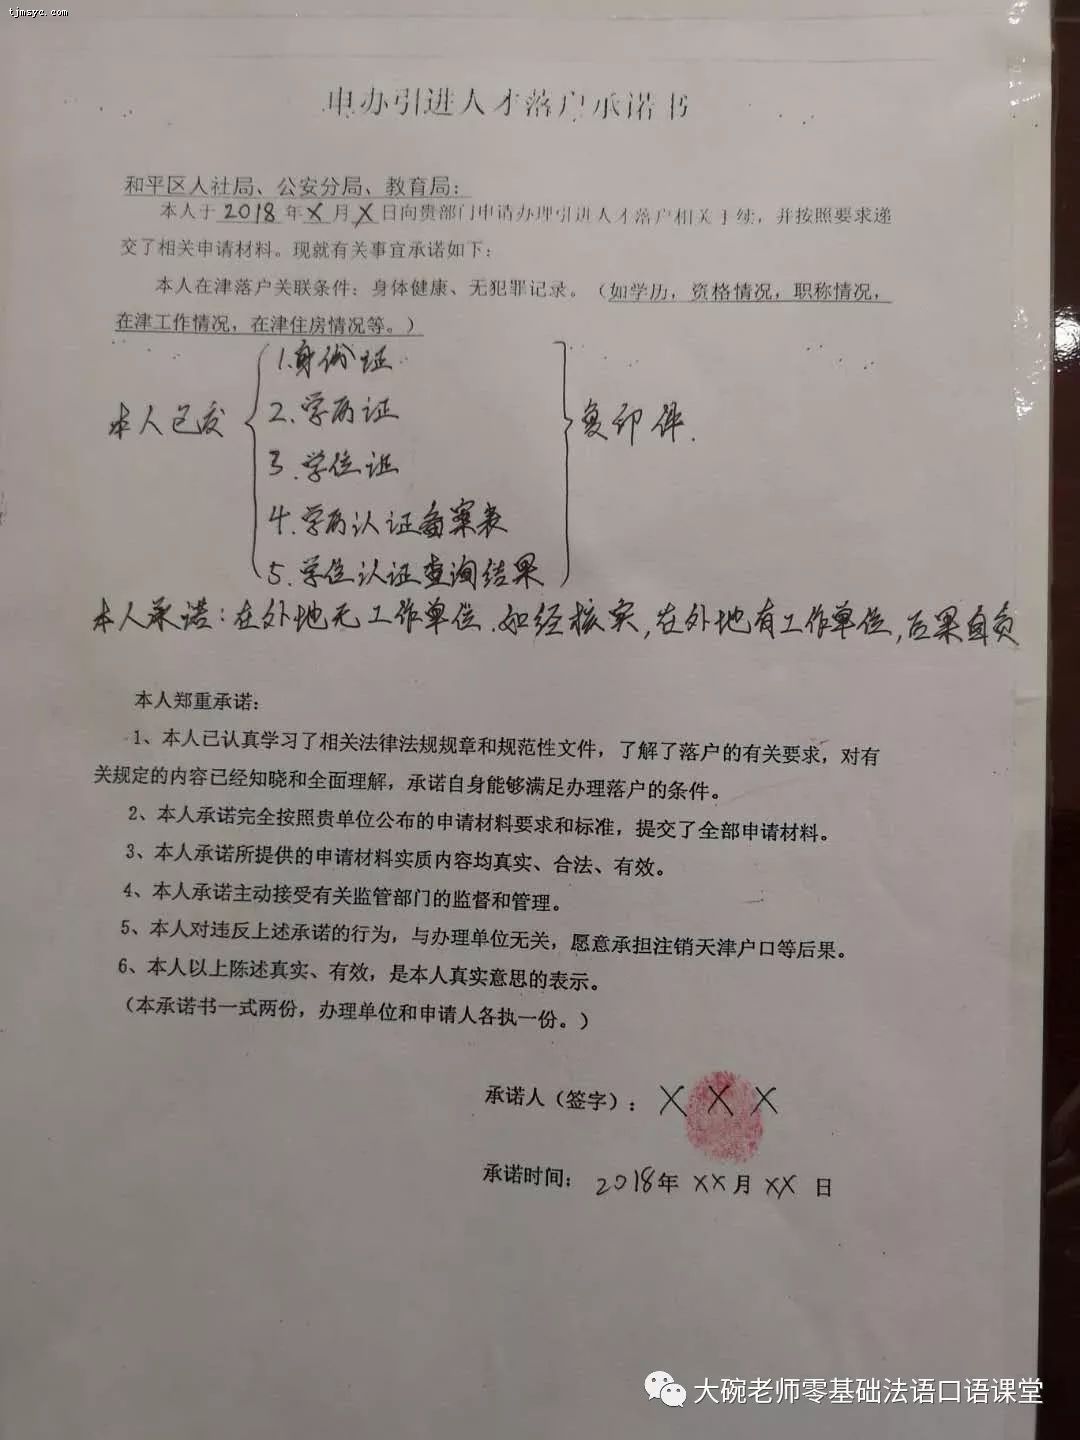 tjmsyc.com
申办引进人才落户承诺书
和平区人社局、公安分局、教育局：
本人于2018年X月X日向贵部门申请办理引进人才落户相关手续，并按照要求递
交了相关申请材料。现就有关事宜承诺如下：
本人在津落户关联条件：身体健康、无犯罪记录。（如学历，资格情况，职称情况，
在津工作情况，在津住房情况等。）
1.身份证
2.学历证
本人已交 复印件.
3.学位证
4.学历认证备案表
5.学位认证查询结果
本人承诺：在外地无工作单位.如经核实,在外地有工作单位,后果自负
本人郑重承诺：
1、本人已认真学习了相关法律法规规章和规范性文件，了解了落户的有关要求，对有
关规定的内容已经知晓和全面理解，承诺自身能够满足办理落户的条件。
2、本人承诺完全按照贵单位公布的申请材料要求和标准，提交了全部申请材料。
3、本人承诺所提供的申请材料实质内容均真实、合法、有效。
4、本人承诺主动接受有关监管部门的监督和管理。
5、本人对违反上述承诺的行为，与办理单位无关，愿意承担注销天津户口等后果。
6、本人以上陈述真实、有效，是本人真实意思的表示。
（本承诺书一式两份，办理单位和申请人各执一份。）
承诺人（签字）：X X X
承诺时间：2018年XX月XX日
大碗老师零基础法语口语课堂